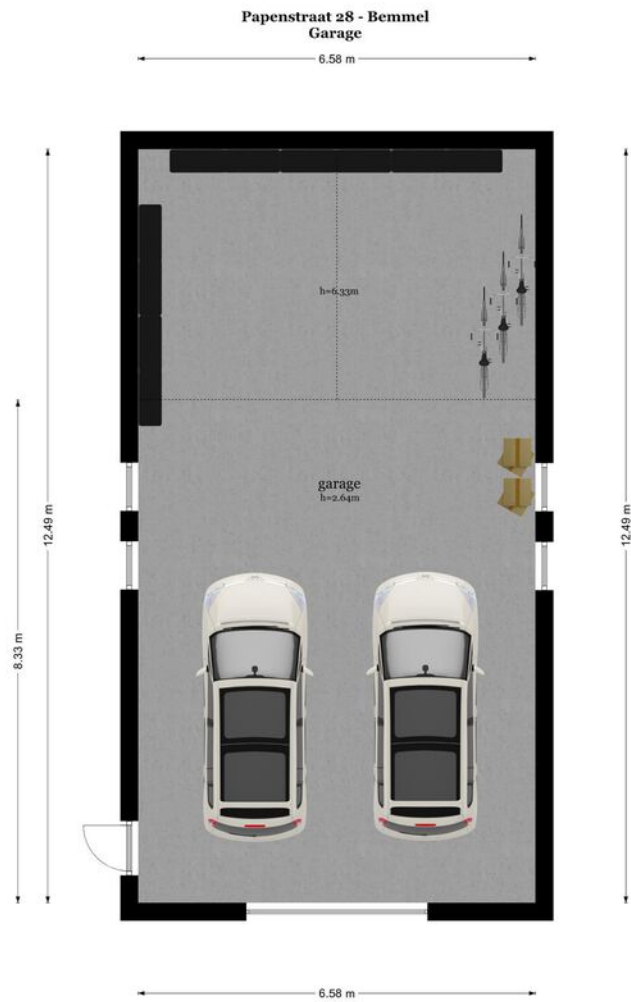 Papenstraat 28 - Bemmel
Garage
6.58 m
h=6.33m
garage
h=2.64m
12.49 m
12.49 m
8.33 m
6.58 m